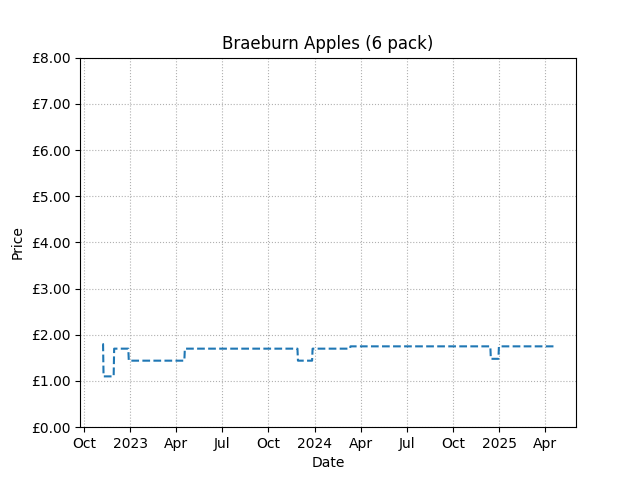 Braeburn Apples (6 pack)
£8.00
£7.00
£6.00
£5.00
£4.00
£3.00
£2.00
£1.00
£0.00
Price
Oct 2023 Apr Jul Oct 2024 Apr Jul Oct 2025 Apr
Date